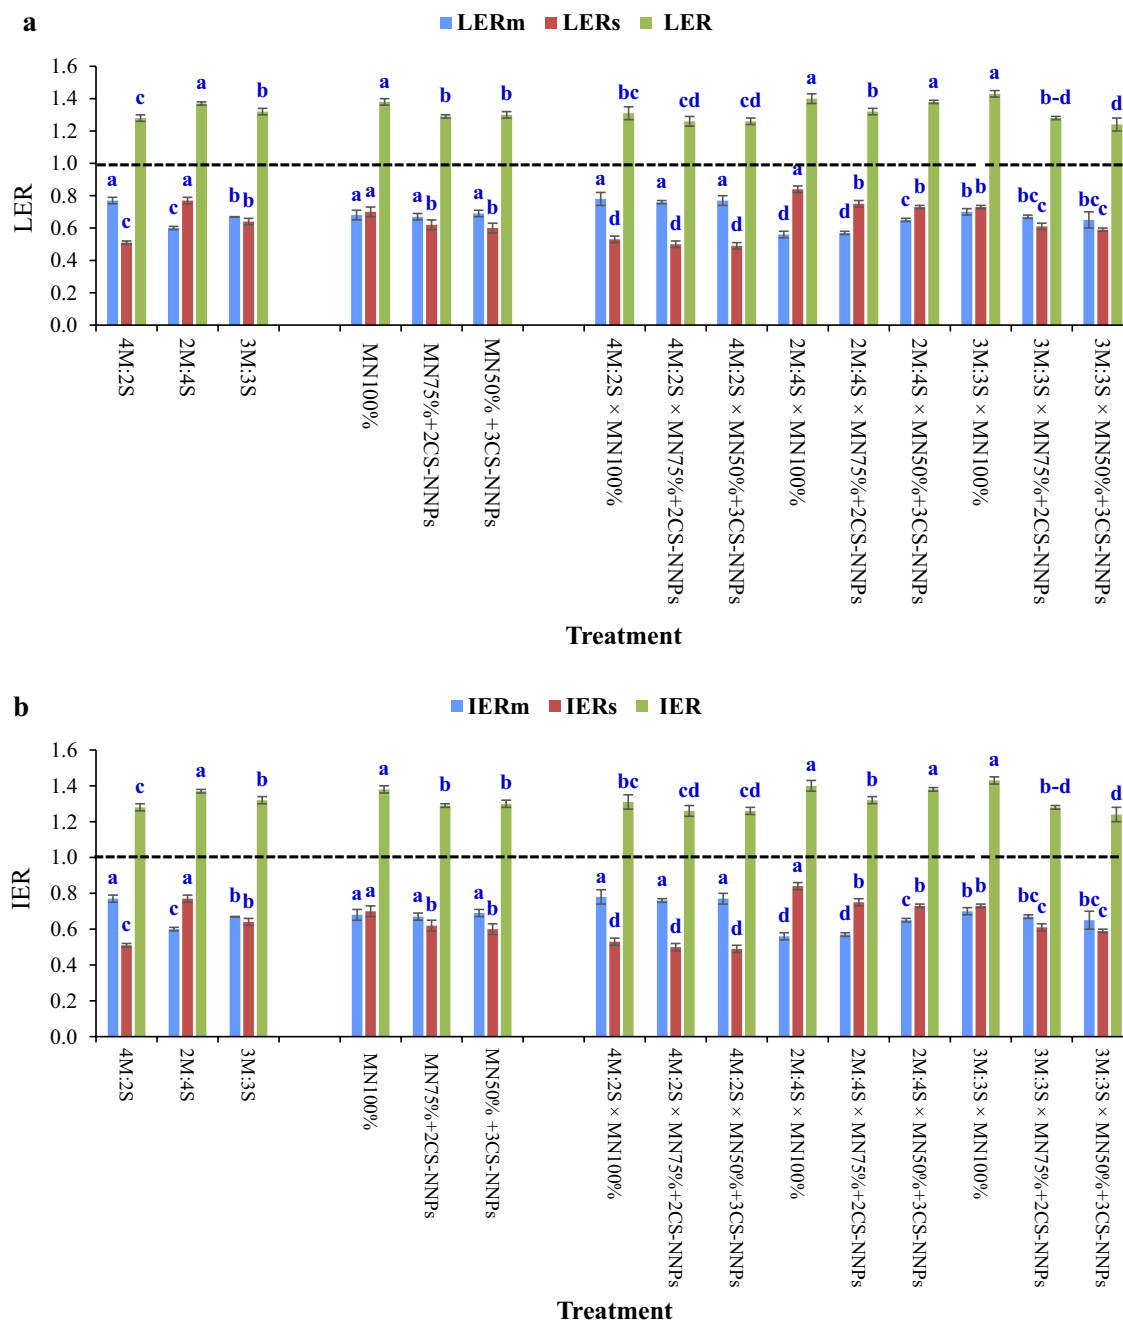 a
LERm LERs LER
LER
1.6
1.4
1.2
1.0
0.8
0.6
0.4
0.2
0.0
a c c
c a a
b b b
a a a
a b b
a b b
a d bc
a d cd
a d cd
d a a
d b b
c b a
b b a
bc c b-d
bc c d
4M:2S
2M:4S
3M:3S
MN100%
MN75%+2CS-NNPs
MN50% +3CS-NNPs
4M:2S × MN100%
4M:2S × MN75%+2CS-NNPs
4M:2S × MN50%+3CS-NNPs
2M:4S × MN100%
2M:4S × MN75%+2CS-NNPs
2M:4S × MN50%+3CS-NNPs
3M:3S × MN100%
3M:3S × MN75%+2CS-NNPs
3M:3S × MN50%+3CS-NNPs
Treatment
b
IERm IERs IER
IER
1.6
1.4
1.2
1.0
0.8
0.6
0.4
0.2
0.0
a c c
c a a
b b b
a a a
a b b
a b b
a d bc
a d cd
a d cd
d a a
d b b
c b a
b b a
bc c b-d
bc c d
4M:2S
2M:4S
3M:3S
MN100%
MN75%+2CS-NNPs
MN50% +3CS-NNPs
4M:2S × MN100%
4M:2S × MN75%+2CS-NNPs
4M:2S × MN50%+3CS-NNPs
2M:4S × MN100%
2M:4S × MN75%+2CS-NNPs
2M:4S × MN50%+3CS-NNPs
3M:3S × MN100%
3M:3S × MN75%+2CS-NNPs
3M:3S × MN50%+3CS-NNPs
Treatment